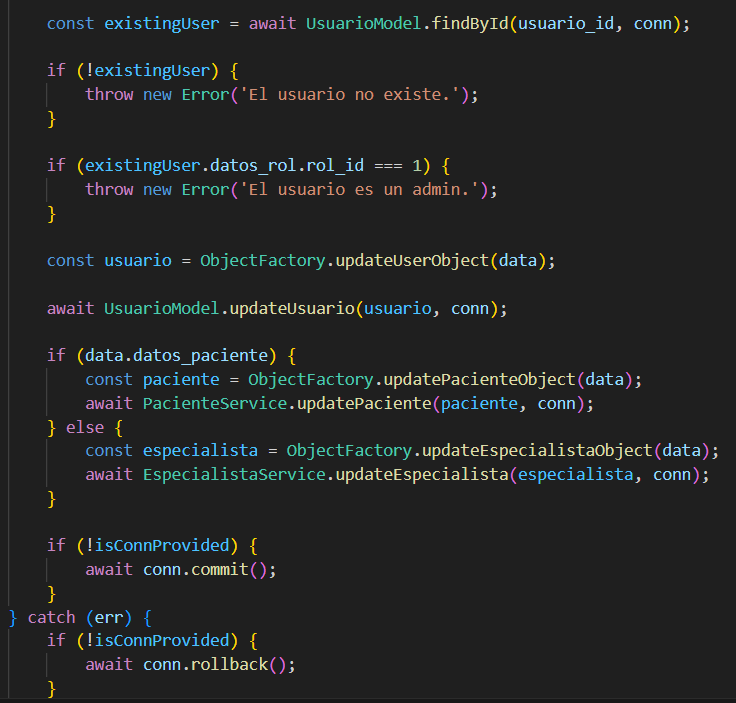 const existingUser = await UsuarioModel.findById(usuario_id, conn);
if (!existingUser) {
throw new Error('El usuario no existe.');
}
if (existingUser.datos_rol.rol_id === 1) {
throw new Error('El usuario es un admin.');
}
const usuario = ObjectFactory.updateUserObject(data);
await UsuarioModel.updateUsuario(usuario, conn);
if (data.datos_paciente) {
const paciente = ObjectFactory.updatePacienteObject(data);
await PacienteService.updatePaciente(paciente, conn);
} else {
const especialista = ObjectFactory.updateEspecialistaObject(data);
await EspecialistaService.updateEspecialista(especialista, conn);
}
if (!isConnProvided) {
await conn.commit();
}
} catch (err) {
if (!isConnProvided) {
await conn.rollback();
}